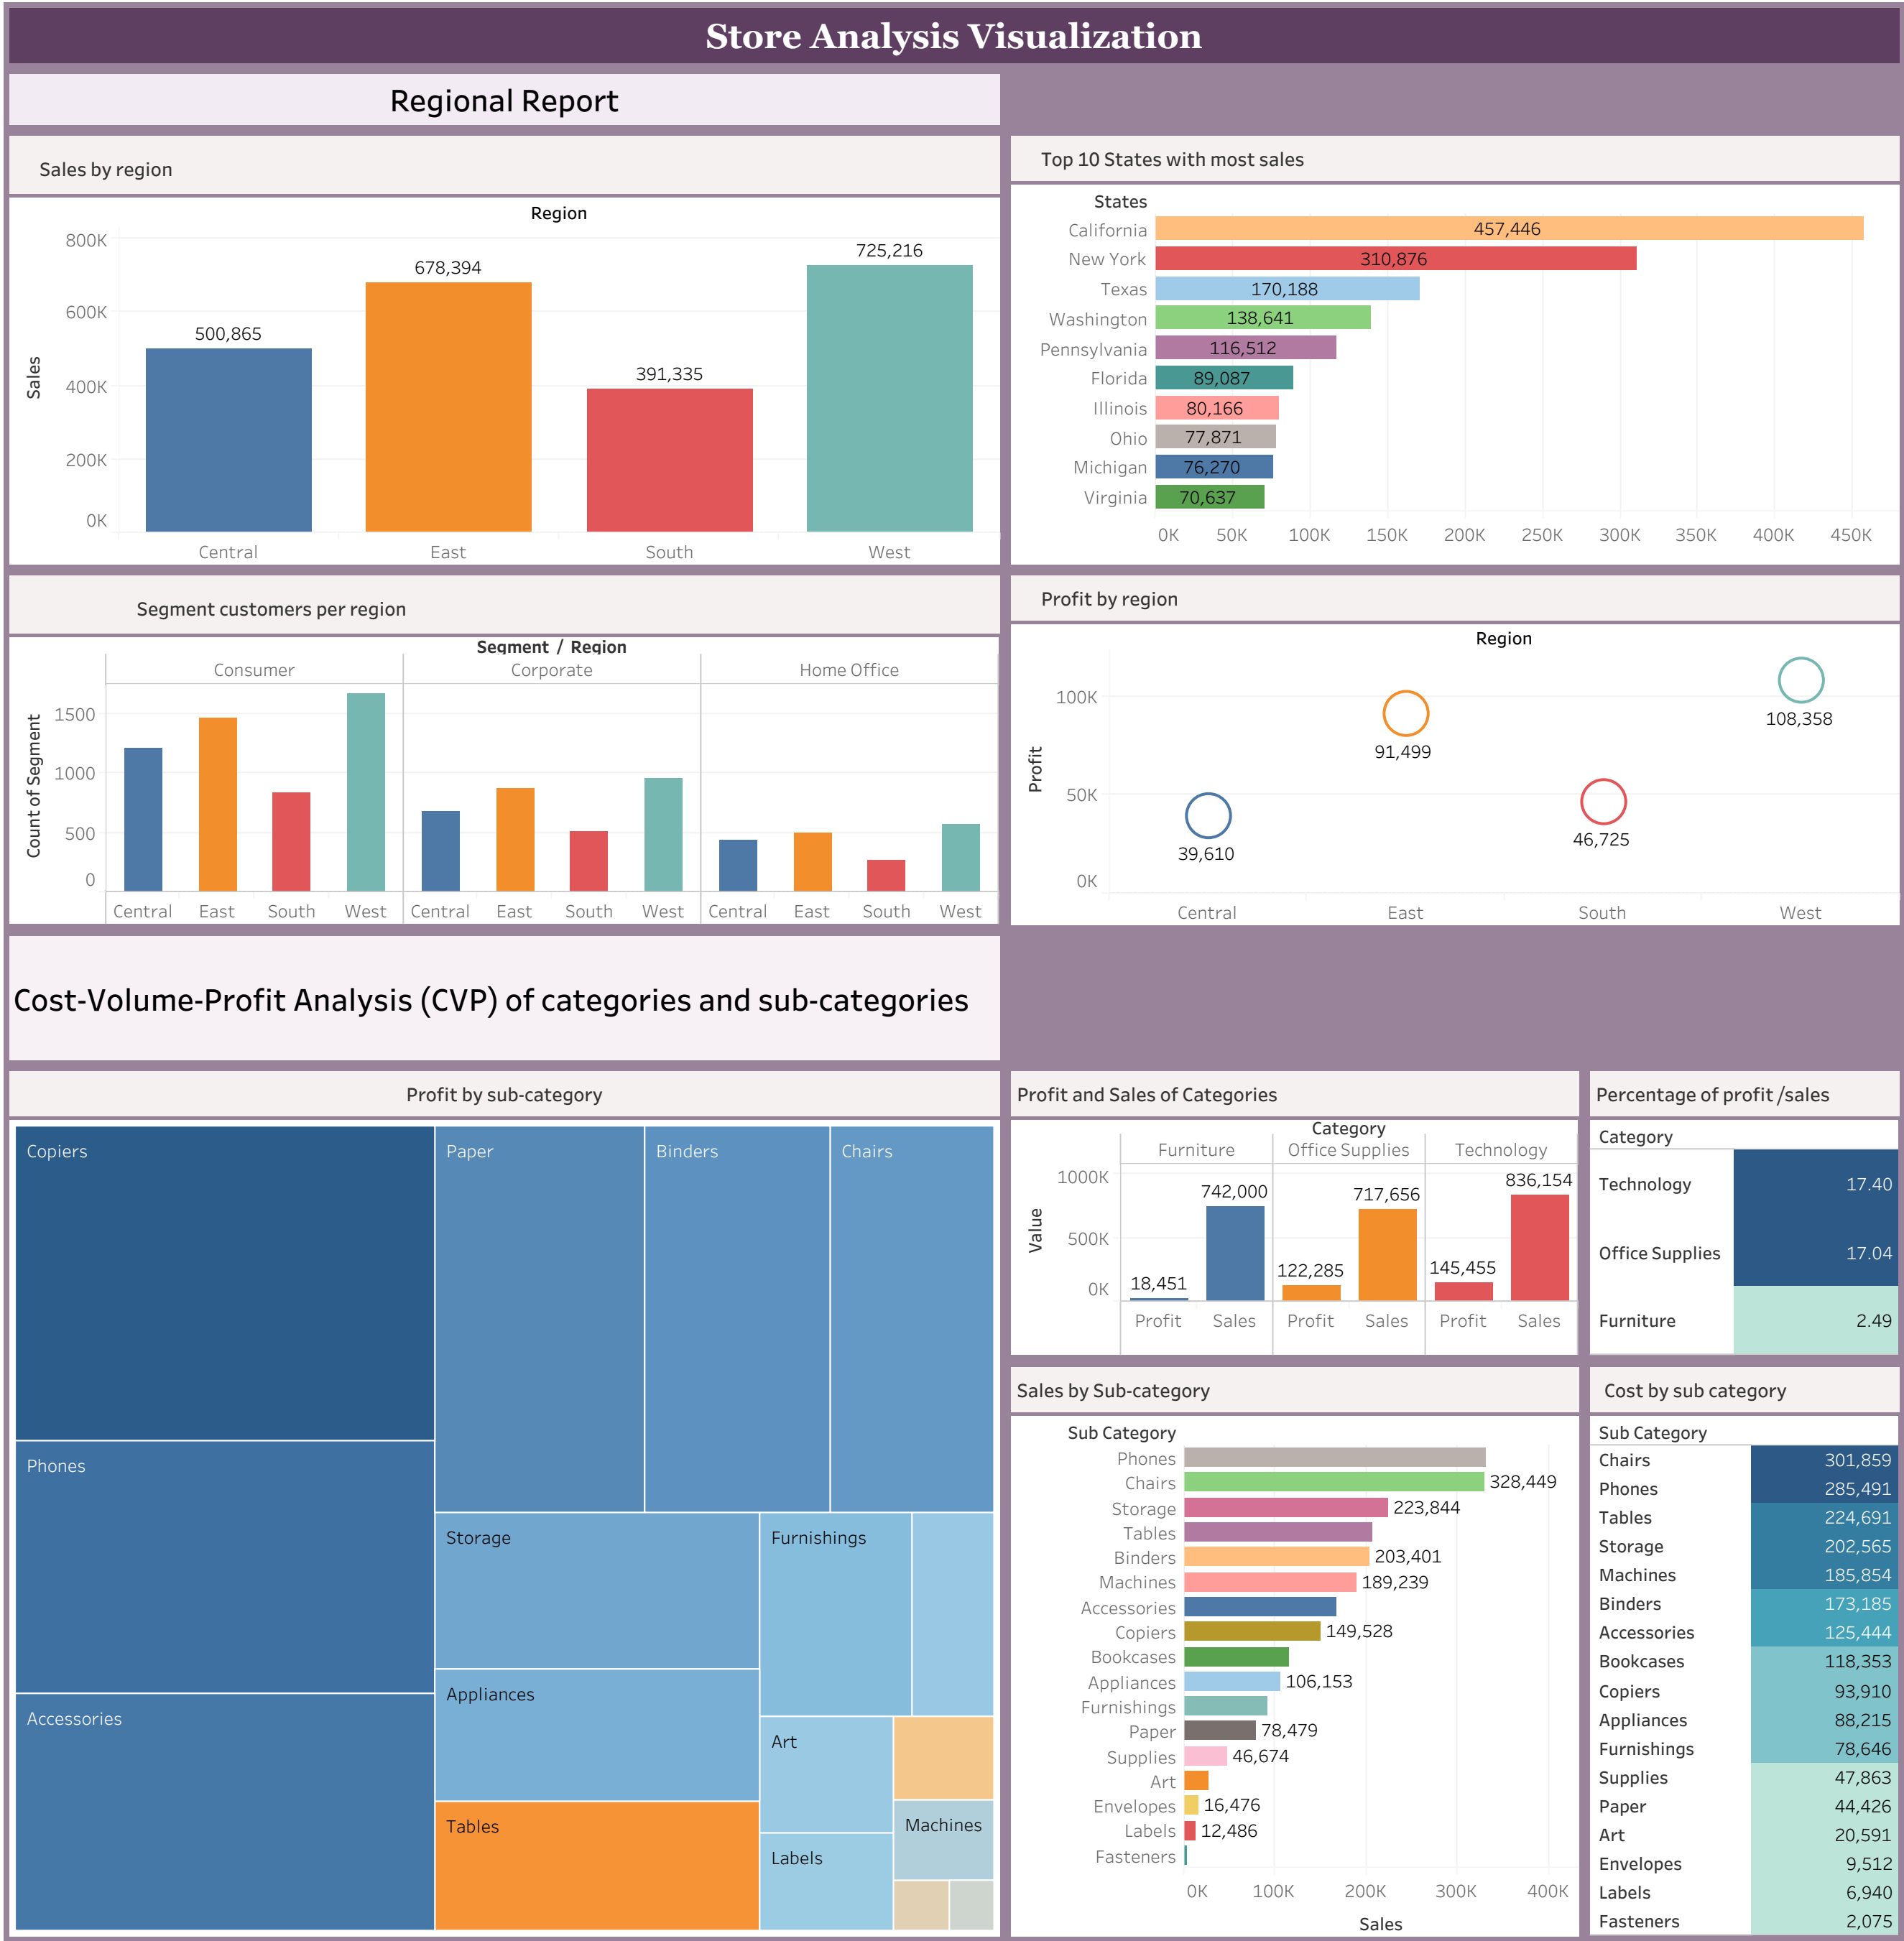 Store Analysis Visualization
Regional Report
Sales by region
Region
Sales
800K
600K
400K
200K
0K
500,865
678,394
391,335
725,216
Central
East
South
West
Top 10 States with most sales
States
California
457,446
New York
310,876
Texas
170,188
Washington
138,641
Pennsylvania
116,512
Florida
89,087
Illinois
80,166
Ohio
77,871
Michigan
76,270
Virginia
70,637
0K 50K 100K 150K 200K 250K 300K 350K 400K 450K
Segment customers per region
Segment / Region
Consumer
Corporate
Home Office
Count of Segment
1500
1000
500
0
Central East South West Central East South West Central East South West
Profit by region
Region
Profit
100K
50K
0K
39,610
91,499
46,725
108,358
Central
East
South
West
Cost-Volume-Profit Analysis (CVP) of categories and sub-categories
Profit by sub-category
Copiers
Phones
Accessories
Paper
Binders
Chairs
Storage
Appliances
Tables
Furnishings
Art
Labels
Machines
Profit and Sales of Categories
Category
Furniture
Office Supplies
Technology
Value
1000K
500K
0K
18,451
742,000
122,285
717,656
145,455
836,154
Profit Sales Profit Sales Profit Sales
Percentage of profit /sales
Category
Technology 17.40
Office Supplies 17.04
Furniture 2.49
Sales by Sub-category
Sub Category
Phones
Chairs 328,449
Storage 223,844
Tables
Binders 203,401
Machines 189,239
Accessories
Copiers 149,528
Bookcases
Appliances 106,153
Furnishings
Paper 78,479
Supplies 46,674
Art
Envelopes 16,476
Labels 12,486
Fasteners
0K 100K 200K 300K 400K
Sales
Cost by sub category
Sub Category
Chairs 301,859
Phones 285,491
Tables 224,691
Storage 202,565
Machines 185,854
Binders 173,185
Accessories 125,444
Bookcases 118,353
Copiers 93,910
Appliances 88,215
Furnishings 78,646
Supplies 47,863
Paper 44,426
Art 20,591
Envelopes 9,512
Labels 6,940
Fasteners 2,075